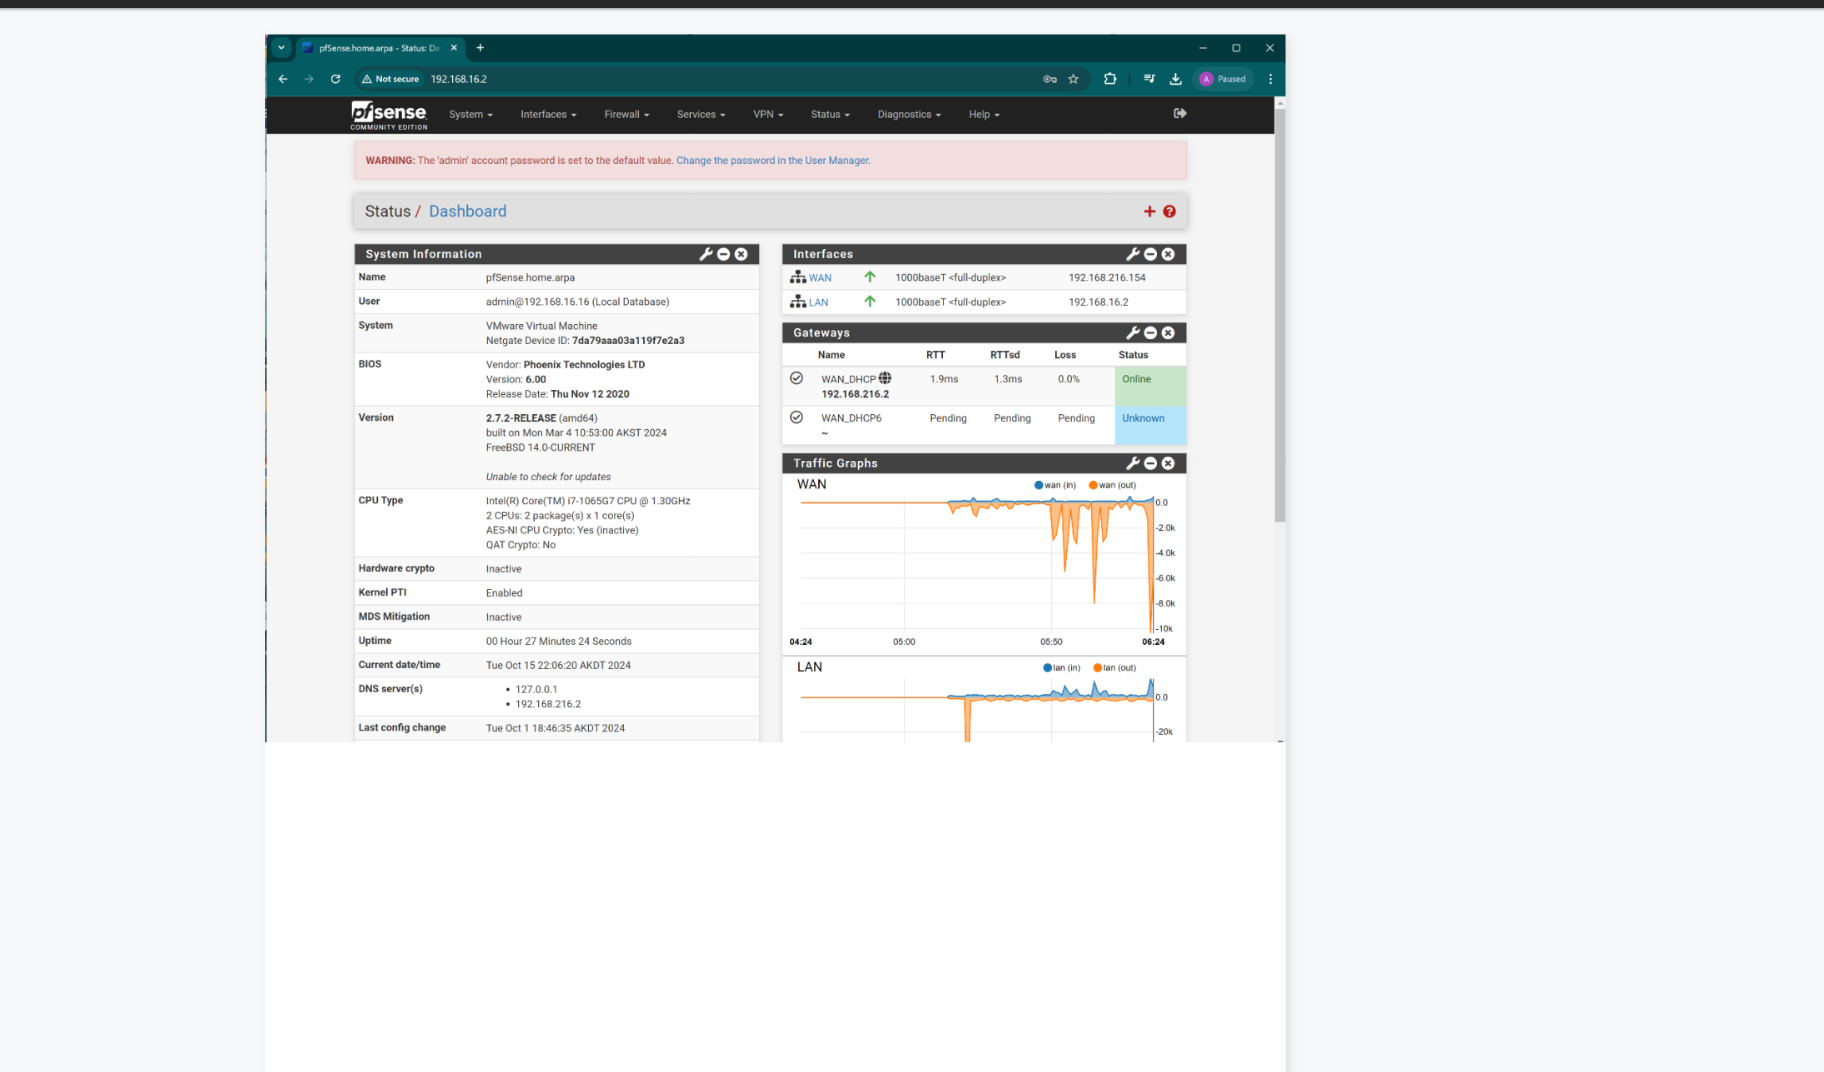 pfSense.home.arpa - Status: Da
Not secure 192.168.16.2
A Paused
pfsense
COMMUNITY EDITION
System Interfaces Firewall Services VPN Status Diagnostics Help
WARNING: The 'admin' account password is set to the default value. Change the password in the User Manager.
Status / Dashboard
System Information
Name pfSense.home.arpa
User admin@192.168.16.16 (Local Database)
System VMware Virtual Machine
Netgate Device ID: 7da79aaa03a119f7e2a3
BIOS Vendor: Phoenix Technologies LTD
Version: 6.00
Release Date: Thu Nov 12 2020
Version 2.7.2-RELEASE (amd64)
built on Mon Mar 4 10:53:00 AKST 2024
FreeBSD 14.0-CURRENT
Unable to check for updates
CPU Type Intel(R) Core(TM) i7-1065G7 CPU @ 1.30GHz
2 CPUs: 2 package(s) x 1 core(s)
AES-NI CPU Crypto: Yes (inactive)
QAT Crypto: No
Hardware crypto Inactive
Kernel PTI Enabled
MDS Mitigation Inactive
Uptime 00 Hour 27 Minutes 24 Seconds
Current date/time Tue Oct 15 22:06:20 AKDT 2024
DNS server(s) • 127.0.0.1
• 192.168.216.2
Last config change Tue Oct 1 18:46:35 AKDT 2024
Interfaces
WAN 1000baseT <full-duplex> 192.168.216.154
LAN 1000baseT <full-duplex> 192.168.16.2
Gateways
Name RTT RTTsd Loss Status
WAN_DHCP 1.9ms 1.3ms 0.0% Online
192.168.216.2
WAN_DHCP6 Pending Pending Pending Unknown
~
Traffic Graphs
WAN
wan (in) wan (out)
0.0
-2.0k
-4.0k
-6.0k
-8.0k
-10k
04:24 05:00 05:50 06:24
LAN
lan (in) lan (out)
0.0
-20k